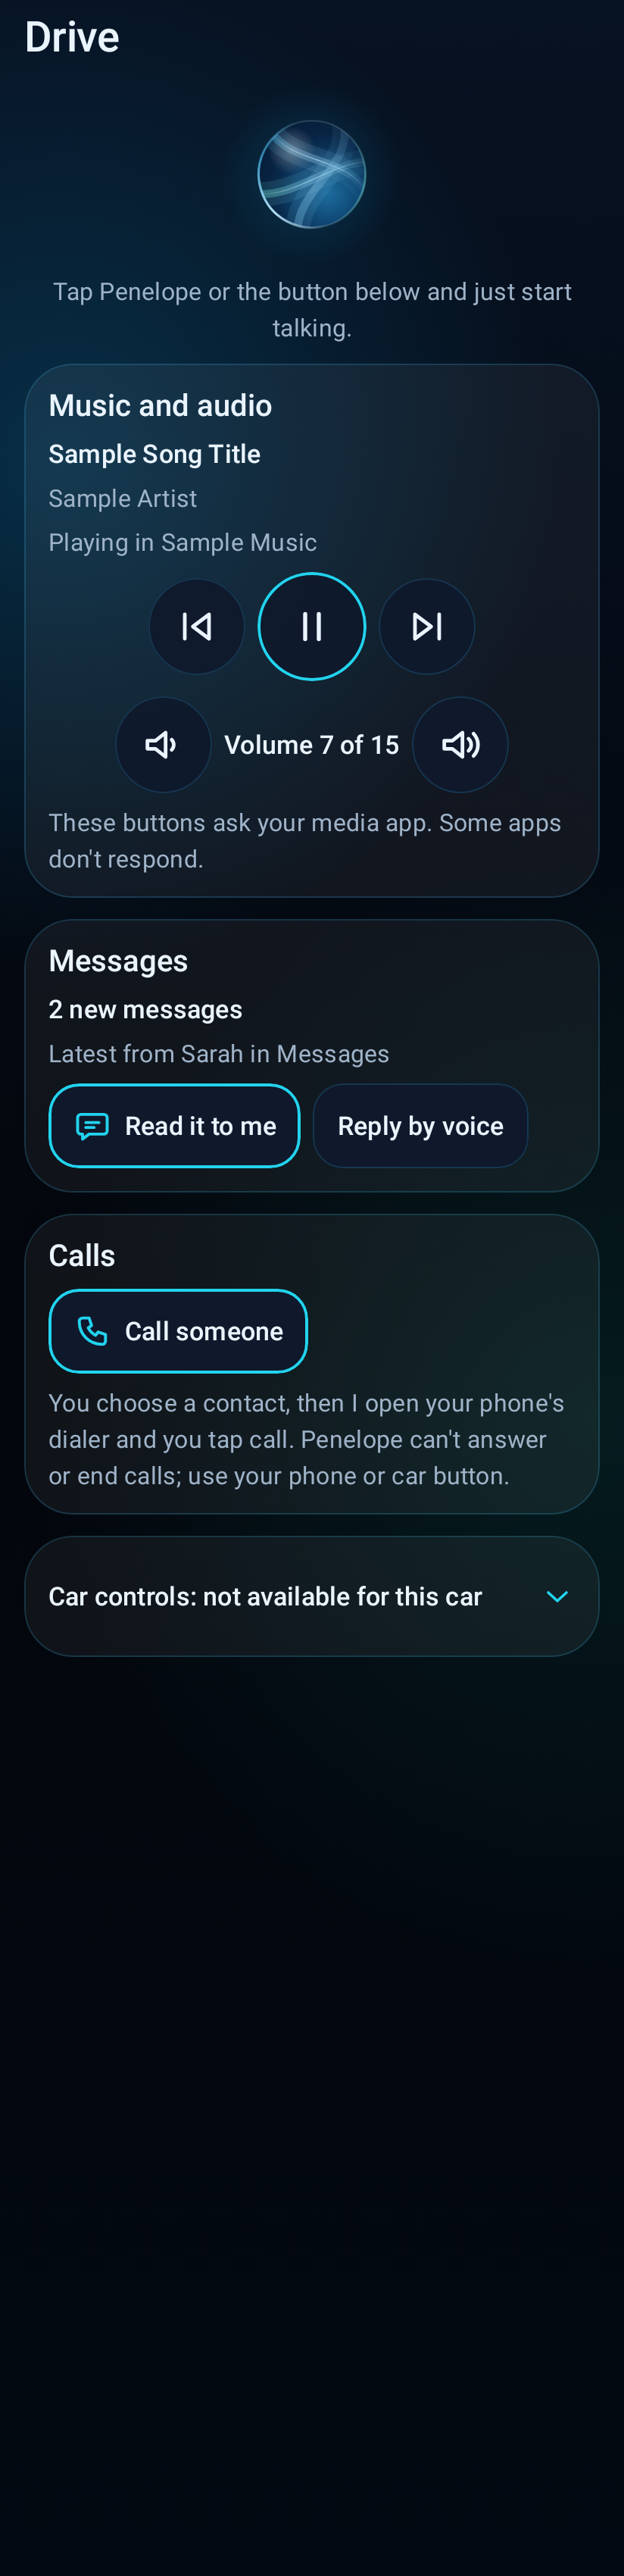 Drive
Tap Penelope or the button below and just start
talking.
Music and audio
Sample Song Title
Sample Artist
Playing in Sample Music
Volume 7 of 15
These buttons ask your media app. Some apps
don't respond.
Messages
2 new messages
Latest from Sarah in Messages
Read it to me
Reply by voice
Calls
Call someone
You choose a contact, then I open your phone's
dialer and you tap call. Penelope can't answer
or end calls; use your phone or car button.
Car controls: not available for this car